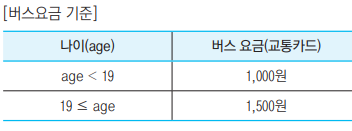 [버스요금 기준]
나이(age) 버스 요금(교통카드)
age < 19 1,000원
19 ≤ age 1,500원